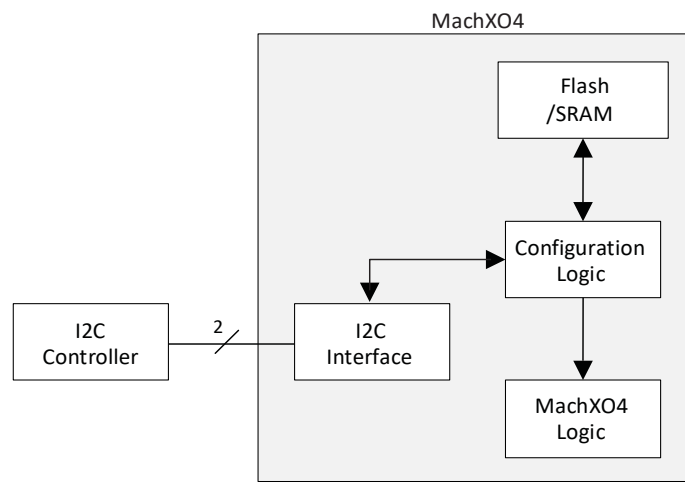 MachXO4
Flash
/SRAM
Configuration
Logic
2
I2C
Controller
I2C
Interface
MachXO4
Logic